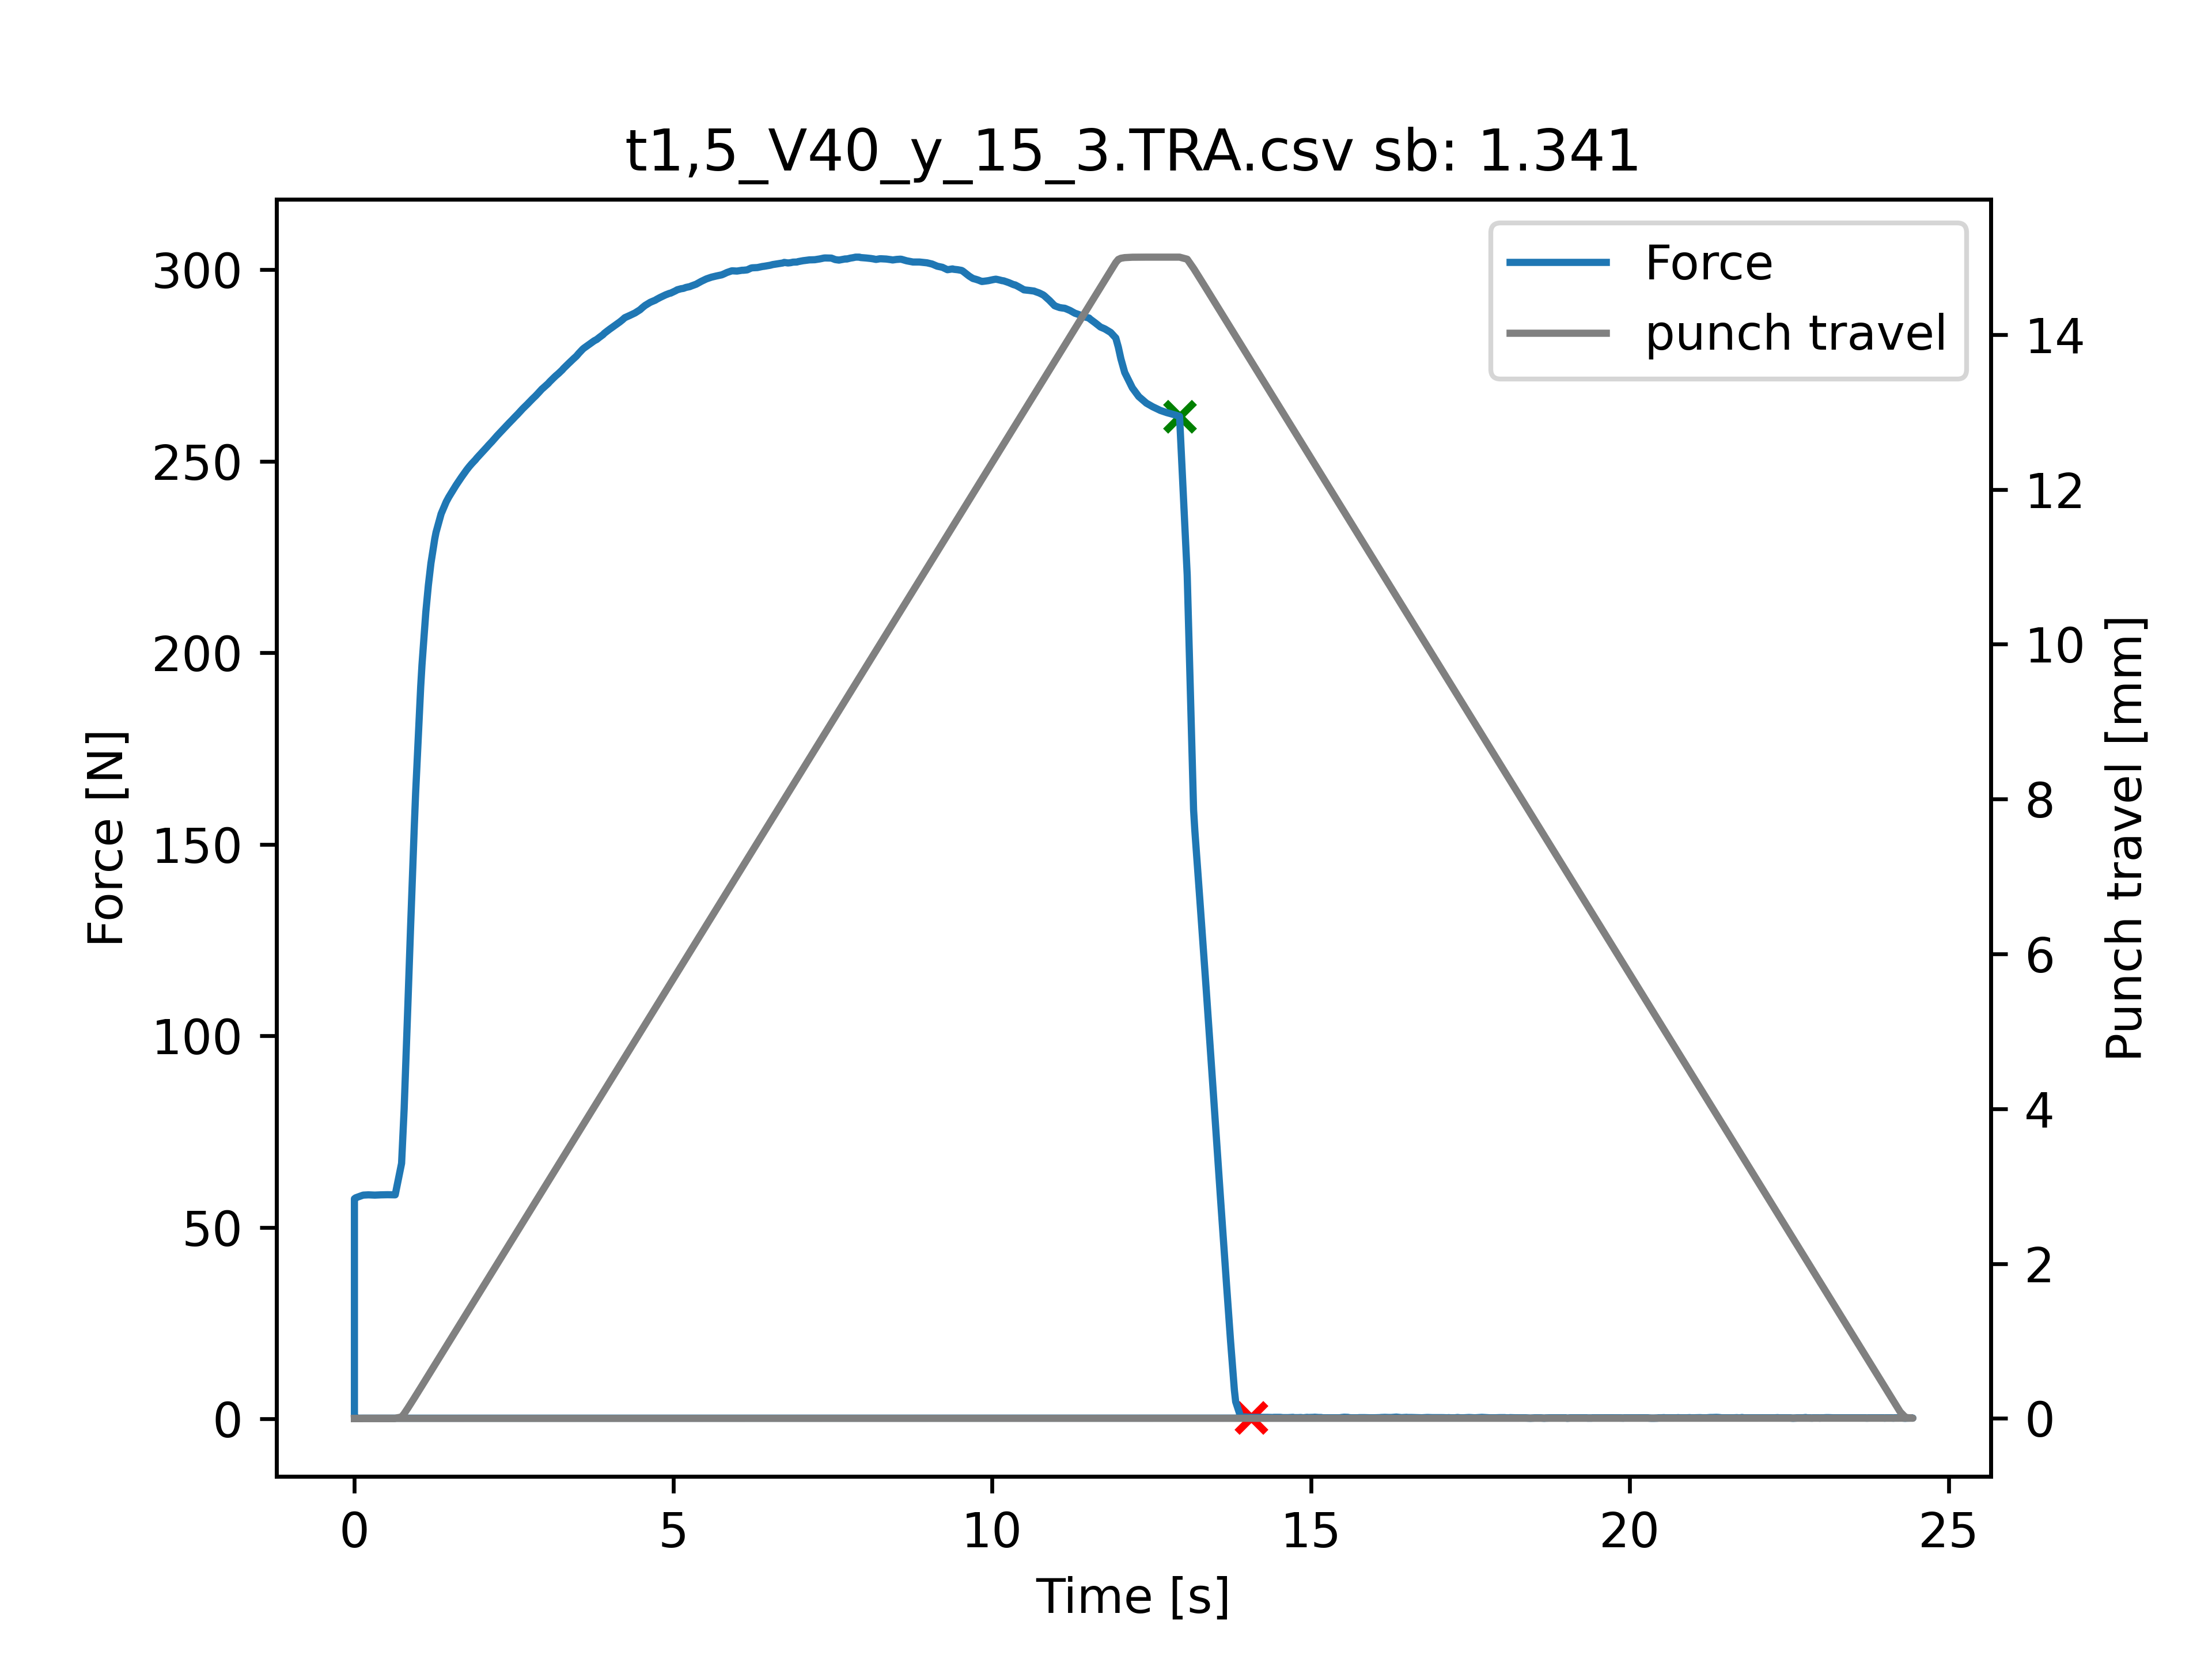 t1,5_V40_y_15_3.TRA.csv sb: 1.341
Force
punch travel
300
250
200
150
100
50
0
Force [N]
14
12
10
8
6
4
2
0
Punch travel [mm]
0 5 10 15 20 25
Time [s]